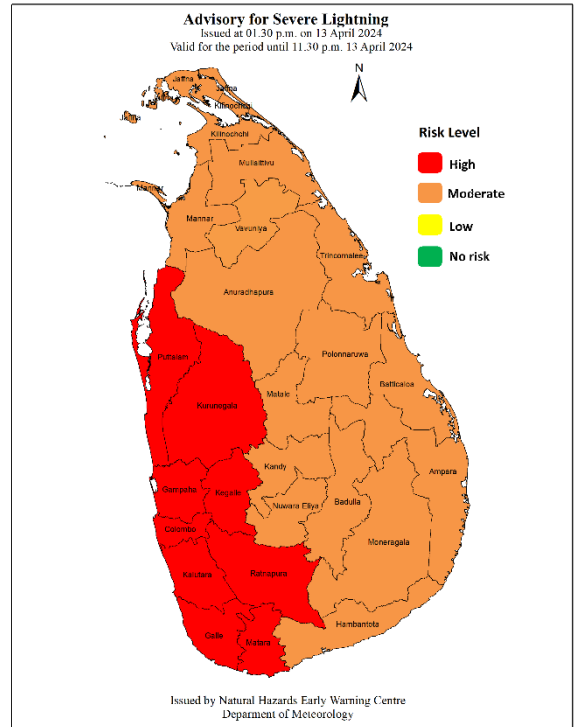 Advisory for Severe Lightning
Issued at 01.30 p.m. on 13 April 2024
Valid for the period until 11.30 p.m. 13 April 2024
N
Jaffna
Jaffna
Kilinochchi
Jaffna
Kilinochchi
Mullaittivu
Mannar
Mannar
Vavuniya
Trincomalee
Anuradhapura
Puttalam
Polonnaruwa
Batticaloa
Kurunegala
Matale
Kandy
Ampara
Gampaha
Kegalle
Nuwara Eliya
Badulla
Colombo
Moneragala
Kalutara
Ratnapura
Hambantota
Galle
Matara
Risk Level
High
Moderate
Low
No risk
Issued by Natural Hazards Early Warning Centre
Deparment of Meteorology